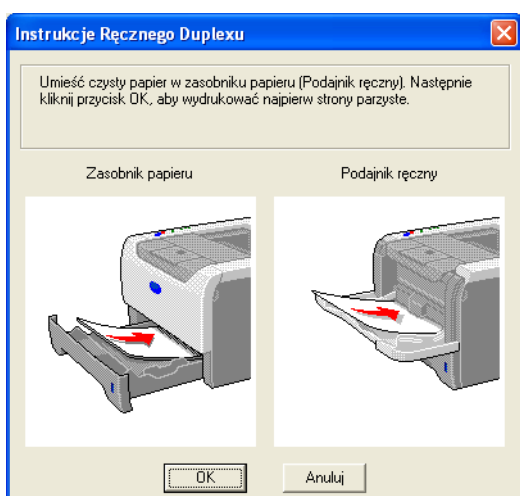 Instrukcje Ręcznego Duplexu
Umieść czysty papier w zasobniku papieru (Podajnik ręczny). Następnie
kliknij przycisk OK, aby wydrukować najpierw strony parzyste.
Zasobnik papieru
Podajnik ręczny
OK
Anuluj